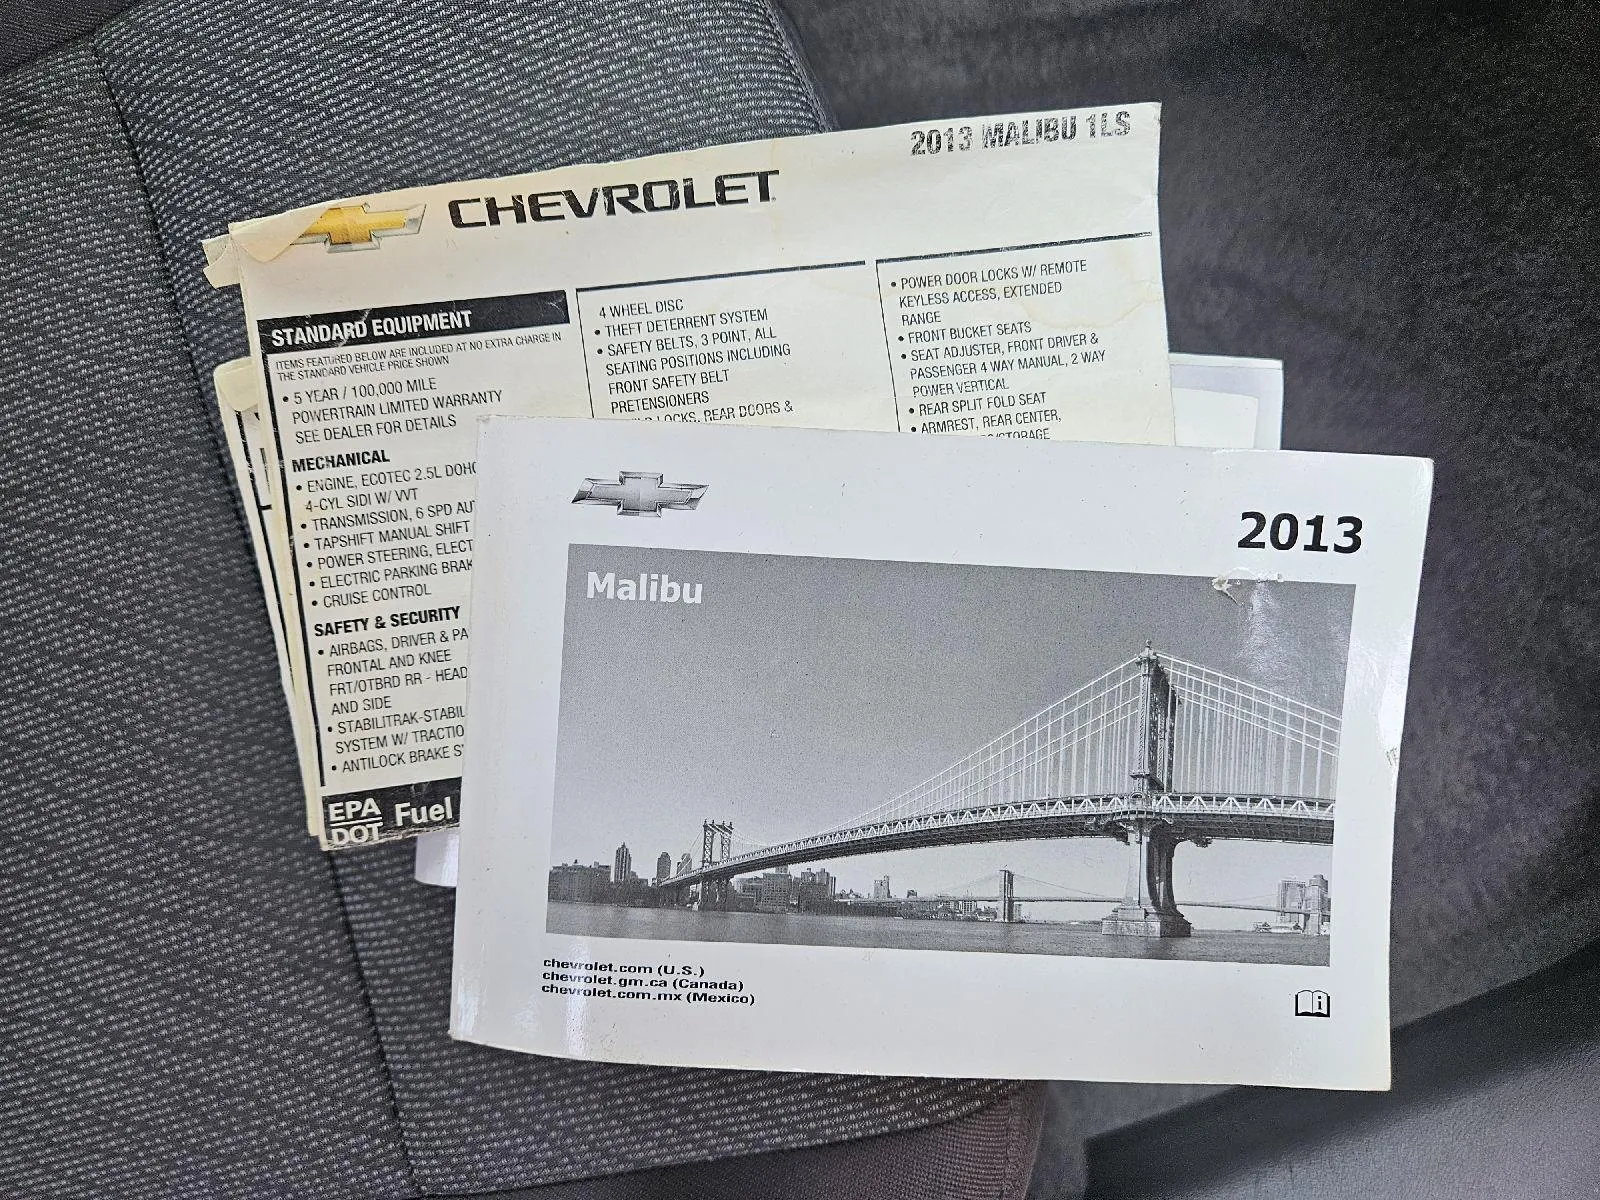 2013 MALIBU 1LS
CHEVROLET
STANDARD EQUIPMENT
ITEMS FEATURED BELOW ARE INCLUDED AT NO EXTRA CHARGE IN
THE STANDARD VEHICLE PRICE SHOWN
• 5 YEAR / 100,000 MILE
POWERTRAIN LIMITED WARRANTY
SEE DEALER FOR DETAILS
MECHANICAL
• ENGINE, ECOTEC 2.5L DOHC
4-CYL SIDI W/ VVT
• TRANSMISSION, 6 SPD AU
• TAPSHIFT MANUAL SHIFT
• POWER STEERING, ELECT
• ELECTRIC PARKING BRAK
• CRUISE CONTROL
SAFETY & SECURITY
• AIRBAGS, DRIVER & PA
FRONTAL AND KNEE
FRT/OTBRD RR - HEAD
AND SIDE
• STABILITRAK-STABIL
SYSTEM W/ TRACTIO
• ANTILOCK BRAKE S
EPA
DOT Fuel
4 WHEEL DISC
• THEFT DETERRENT SYSTEM
• SAFETY BELTS, 3 POINT, ALL
SEATING POSITIONS INCLUDING
FRONT SAFETY BELT
PRETENSIONERS
LOCKS, REAR DOORS &
• POWER DOOR LOCKS W/ REMOTE
KEYLESS ACCESS, EXTENDED
RANGE
• FRONT BUCKET SEATS
• SEAT ADJUSTER, FRONT DRIVER &
PASSENGER 4 WAY MANUAL, 2 WAY
POWER VERTICAL
• REAR SPLIT FOLD SEAT
• ARMREST, REAR CENTER,
/STORAGE
2013
Malibu
chevrolet.com (U.S.)
chevrolet.gm.ca (Canada)
chevrolet.com.mx (Mexico)